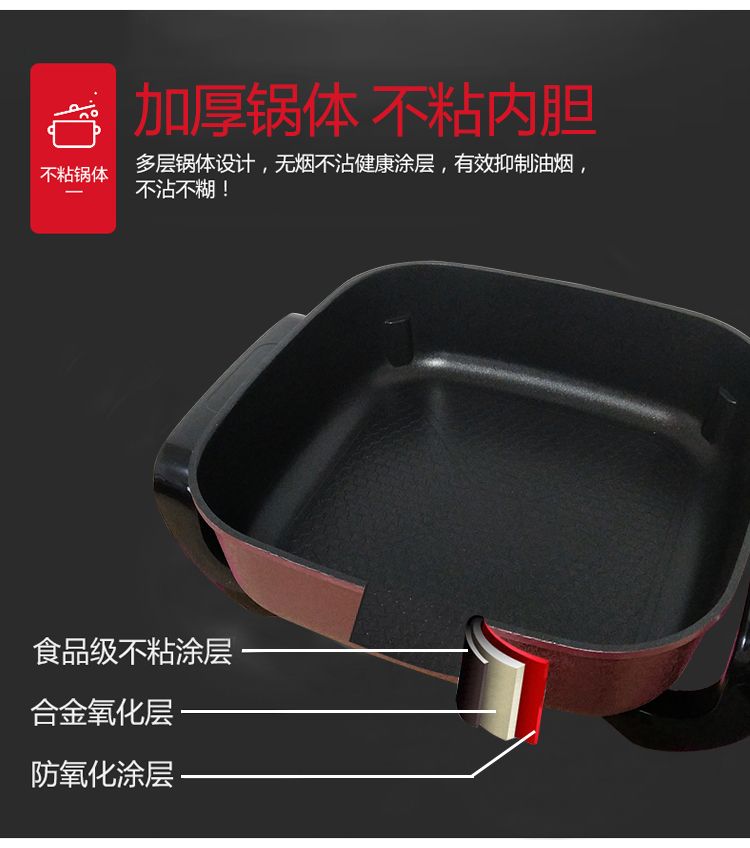 加厚锅体 不粘内胆
不粘锅体
多层锅体设计，无烟不沾健康涂层，有效抑制油烟，
不沾不糊！
食品级不粘涂层
合金氧化层
防氧化涂层